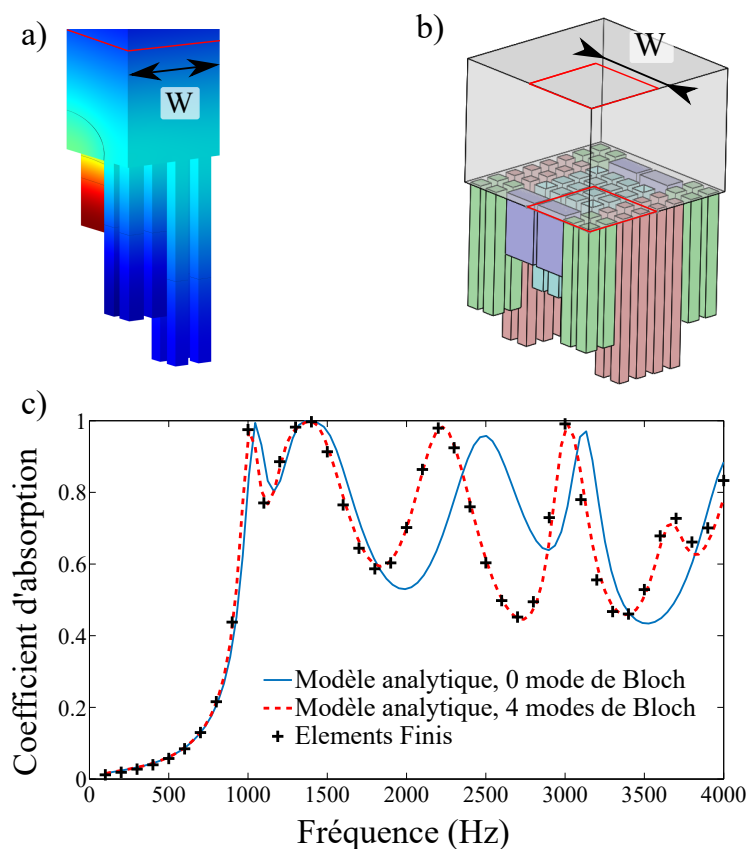 a)
W
b)
W
c)
Coefficient d'absorption
1
0.8
0.6
0.4
0.2
0
Modèle analytique, 0 mode de Bloch
Modèle analytique, 4 modes de Bloch
Elements Finis
0 500 1000 1500 2000 2500 3000 3500 4000
Fréquence (Hz)